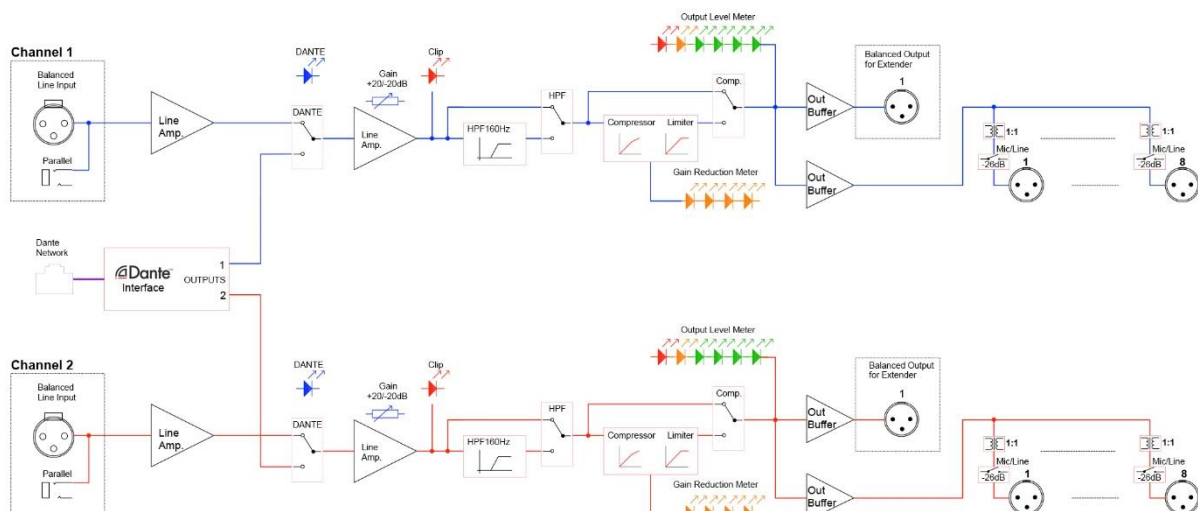 Channel 1
Balanced
Line Input
Parallel
Line
Amp.
DANTE
DANTE
Gain
+20/-20dB
Line
Amp.
Clip
HPF160Hz
HPF
Compressor
Limiter
Gain Reduction Meter
Output Level Meter
Comp.
Out
Buffer
Out
Buffer
Balanced Output
for Extender
1
1:1
Mic/Line
-26dB
1
1:1
Mic/Line
-26dB
8
Dante
Network
Dante™
Interface
OUTPUTS
1
2
Channel 2
Balanced
Line Input
Parallel
Line
Amp.
DANTE
DANTE
Gain
+20/-20dB
Line
Amp.
Clip
HPF160Hz
HPF
Compressor
Limiter
Gain Reduction Meter
Output Level Meter
Comp.
Out
Buffer
Out
Buffer
Balanced Output
for Extender
1
1:1
Mic/Line
-26dB
1
1:1
Mic/Line
-26dB
8